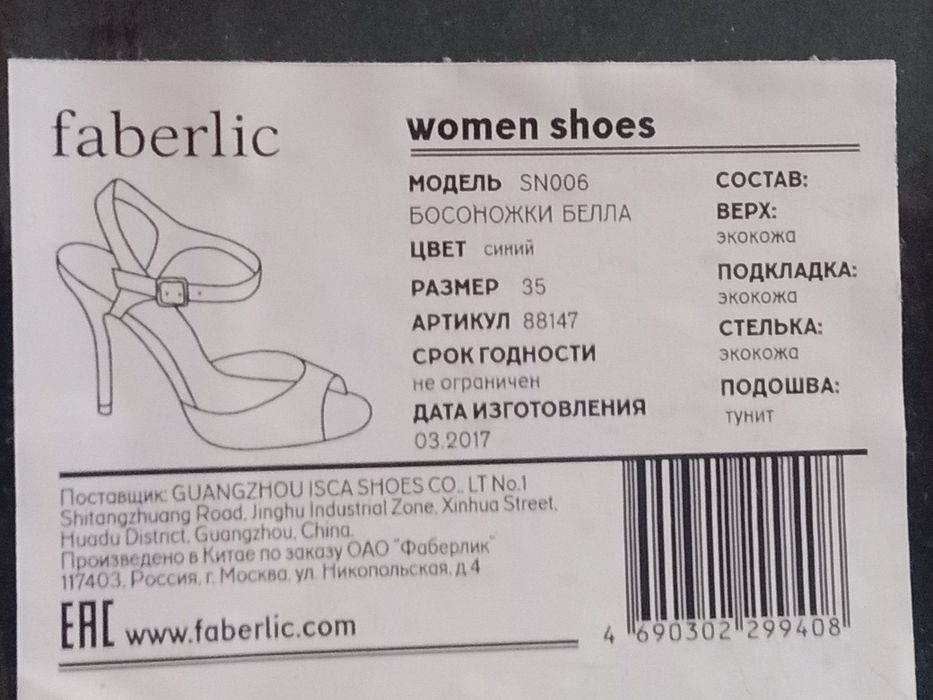 faberlic
women shoes
МОДЕЛЬ SN006
БОСОНОЖКИ БЕЛЛА
ЦВЕТ синий
РАЗМЕР 35
АРТИКУЛ 88147
СРОК ГОДНОСТИ
не ограничен
ДАТА ИЗГОТОВЛЕНИЯ
03.2017
СОСТАВ:
ВЕРХ:
экокожа
ПОДКЛАДКА:
экокожа
СТЕЛЬКА:
экокожа
ПОДОШВА:
тунит
Поставщик: GUANGZHOU ISCA SHOES CO., LT No.1
Shitangzhuang Road, Jinghu Industrial Zone, Xinhua Street,
Huadu District, Guangzhou, China.
Произведено в Китае по заказу ОАО "Фаберлик"
117403, Россия, г. Москва, ул. Никопольская, д 4
EAC www.faberlic.com
4 690302 299408